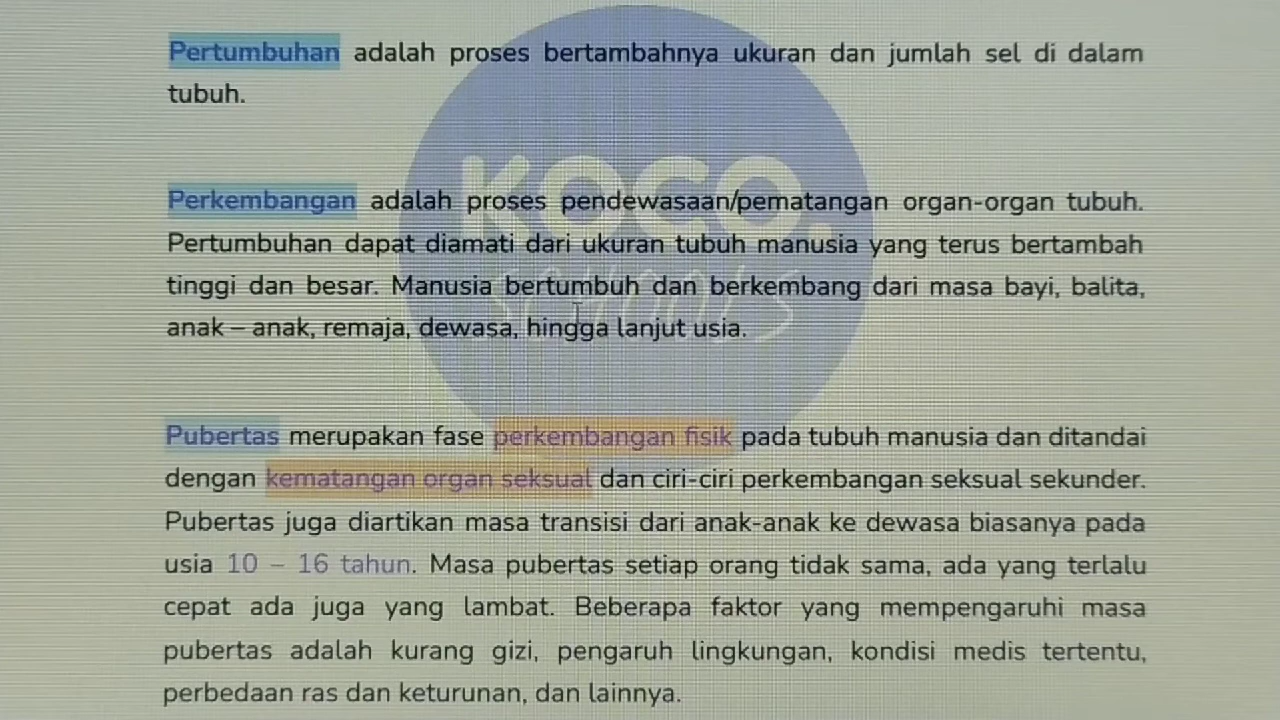 Pertumbuhan adalah proses bertambahnya ukuran dan jumlah sel di dalam
tubuh.
KOCO.
SCHOOLS
Perkembangan adalah proses pendewasaan/pematangan organ-organ tubuh.
Pertumbuhan dapat diamati dari ukuran tubuh manusia yang terus bertambah
tinggi dan besar. Manusia bertumbuh dan berkembang dari masa bayi, balita,
anak – anak, remaja, dewasa, hingga lanjut usia.
Pubertas merupakan fase perkembangan fisik pada tubuh manusia dan ditandai
dengan kematangan organ seksual dan ciri-ciri perkembangan seksual sekunder.
Pubertas juga diartikan masa transisi dari anak-anak ke dewasa biasanya pada
usia 10 – 16 tahun. Masa pubertas setiap orang tidak sama, ada yang terlalu
cepat ada juga yang lambat. Beberapa faktor yang mempengaruhi masa
pubertas adalah kurang gizi, pengaruh lingkungan, kondisi medis tertentu,
perbedaan ras dan keturunan, dan lainnya.